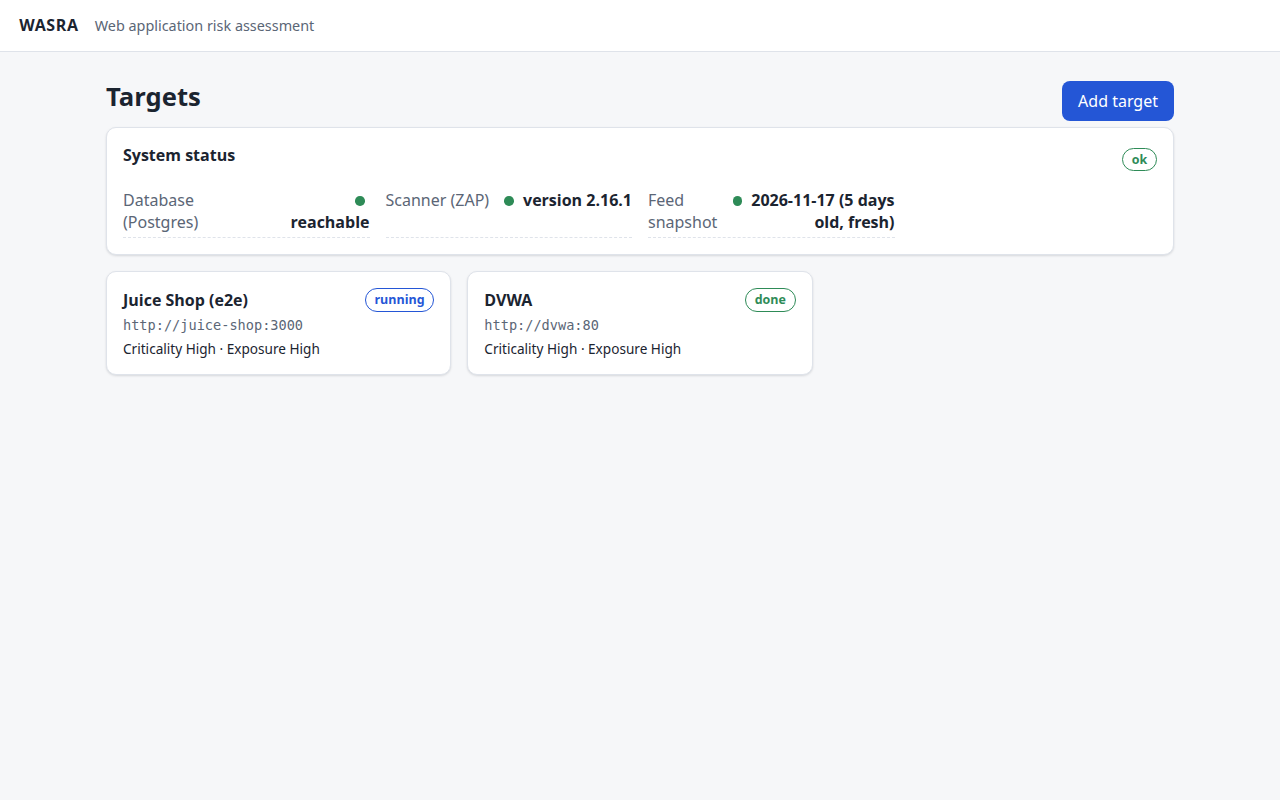 WASRA Web application risk assessment
Targets
Add target
System status
ok
Database (Postgres)
reachable
Scanner (ZAP)
version 2.16.1
Feed snapshot
2026-11-17 (5 days old, fresh)
Juice Shop (e2e)
running
http://juice-shop:3000
Criticality High · Exposure High
DVWA
done
http://dvwa:80
Criticality High · Exposure High